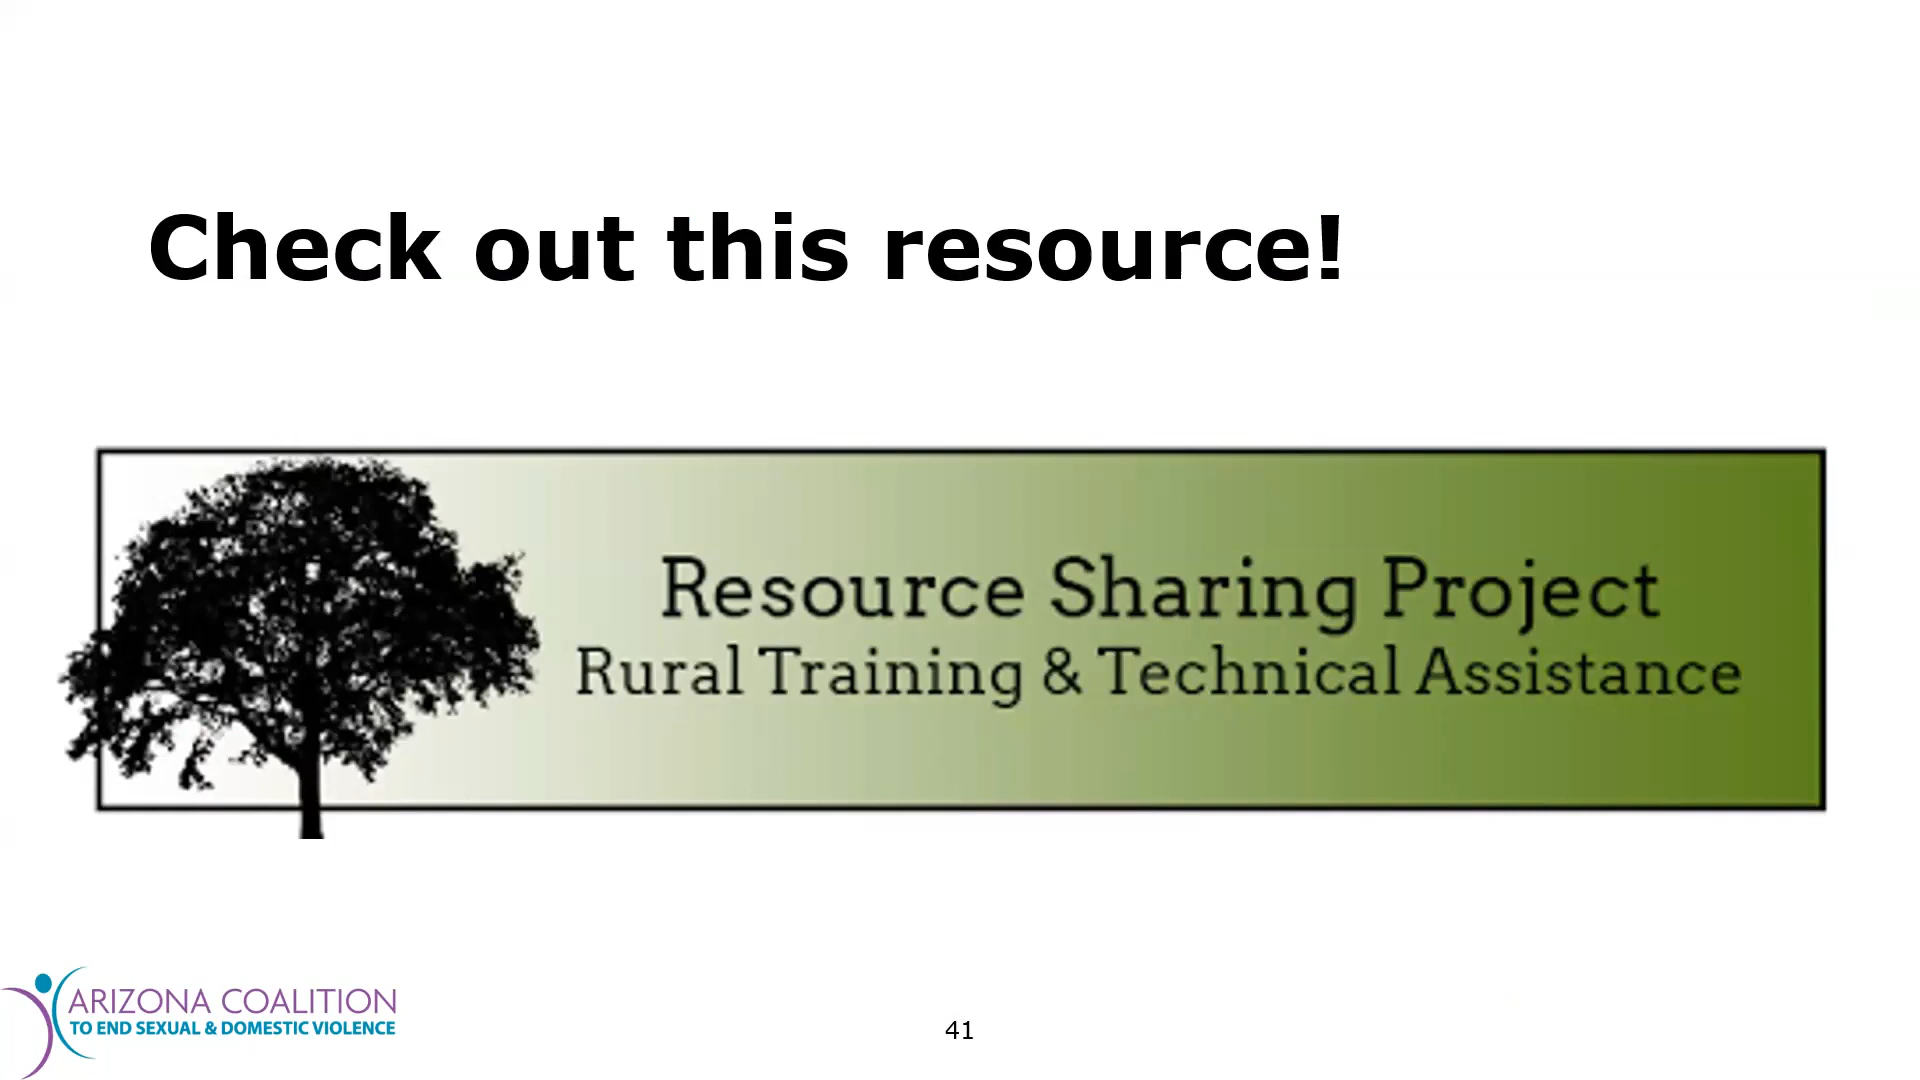 Check out this resource!
Resource Sharing Project
Rural Training & Technical Assistance
ARIZONA COALITION
TO END SEXUAL & DOMESTIC VIOLENCE
41